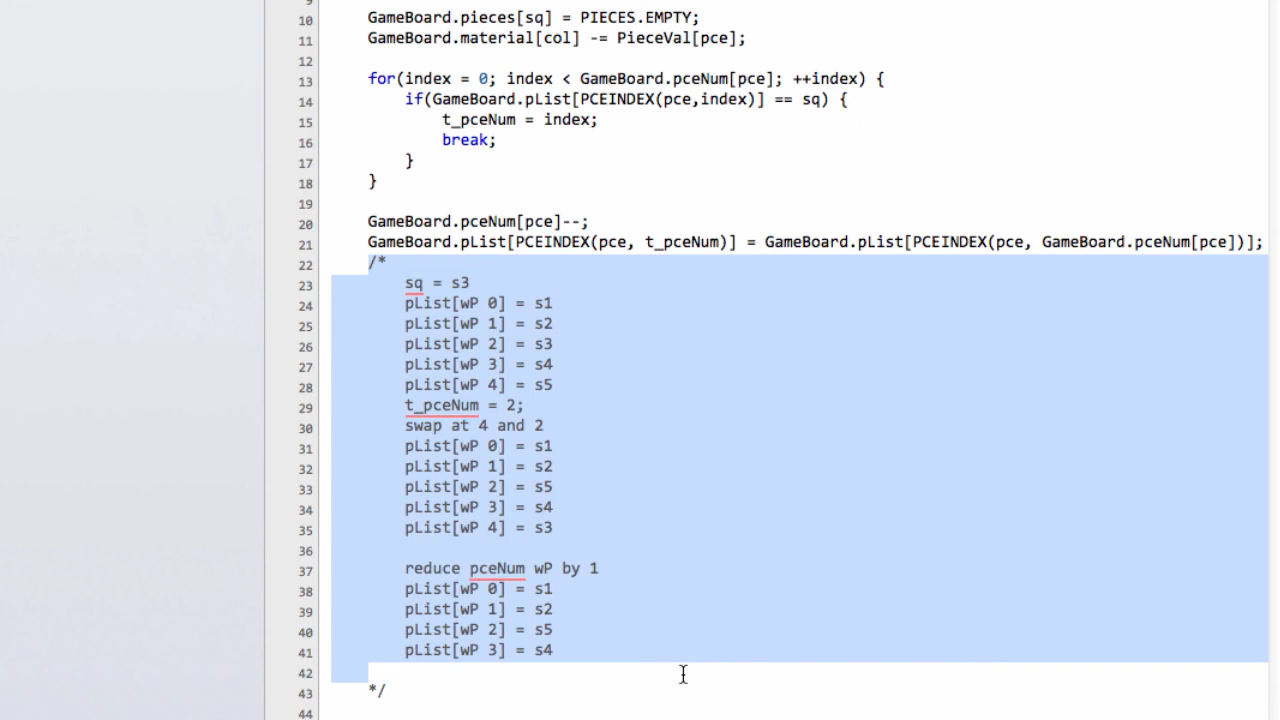 9
10 GameBoard.pieces[sq] = PIECES.EMPTY;
11 GameBoard.material[col] -= PieceVal[pce];
12
13 for(index = 0; index < GameBoard.pceNum[pce]; ++index) {
14 if(GameBoard.pList[PCEINDEX(pce,index)] == sq) {
15 t_pceNum = index;
16 break;
17 }
18 }
19
20 GameBoard.pceNum[pce]--;
21 GameBoard.pList[PCEINDEX(pce, t_pceNum)] = GameBoard.pList[PCEINDEX(pce, GameBoard.pceNum[pce])];
22 /*
23 sq = s3
24 pList[wP 0] = s1
25 pList[wP 1] = s2
26 pList[wP 2] = s3
27 pList[wP 3] = s4
28 pList[wP 4] = s5
29 t_pceNum = 2;
30 swap at 4 and 2
31 pList[wP 0] = s1
32 pList[wP 1] = s2
33 pList[wP 2] = s5
34 pList[wP 3] = s4
35 pList[wP 4] = s3
36
37 reduce pceNum wP by 1
38 pList[wP 0] = s1
39 pList[wP 1] = s2
40 pList[wP 2] = s5
41 pList[wP 3] = s4
42
43 */
44